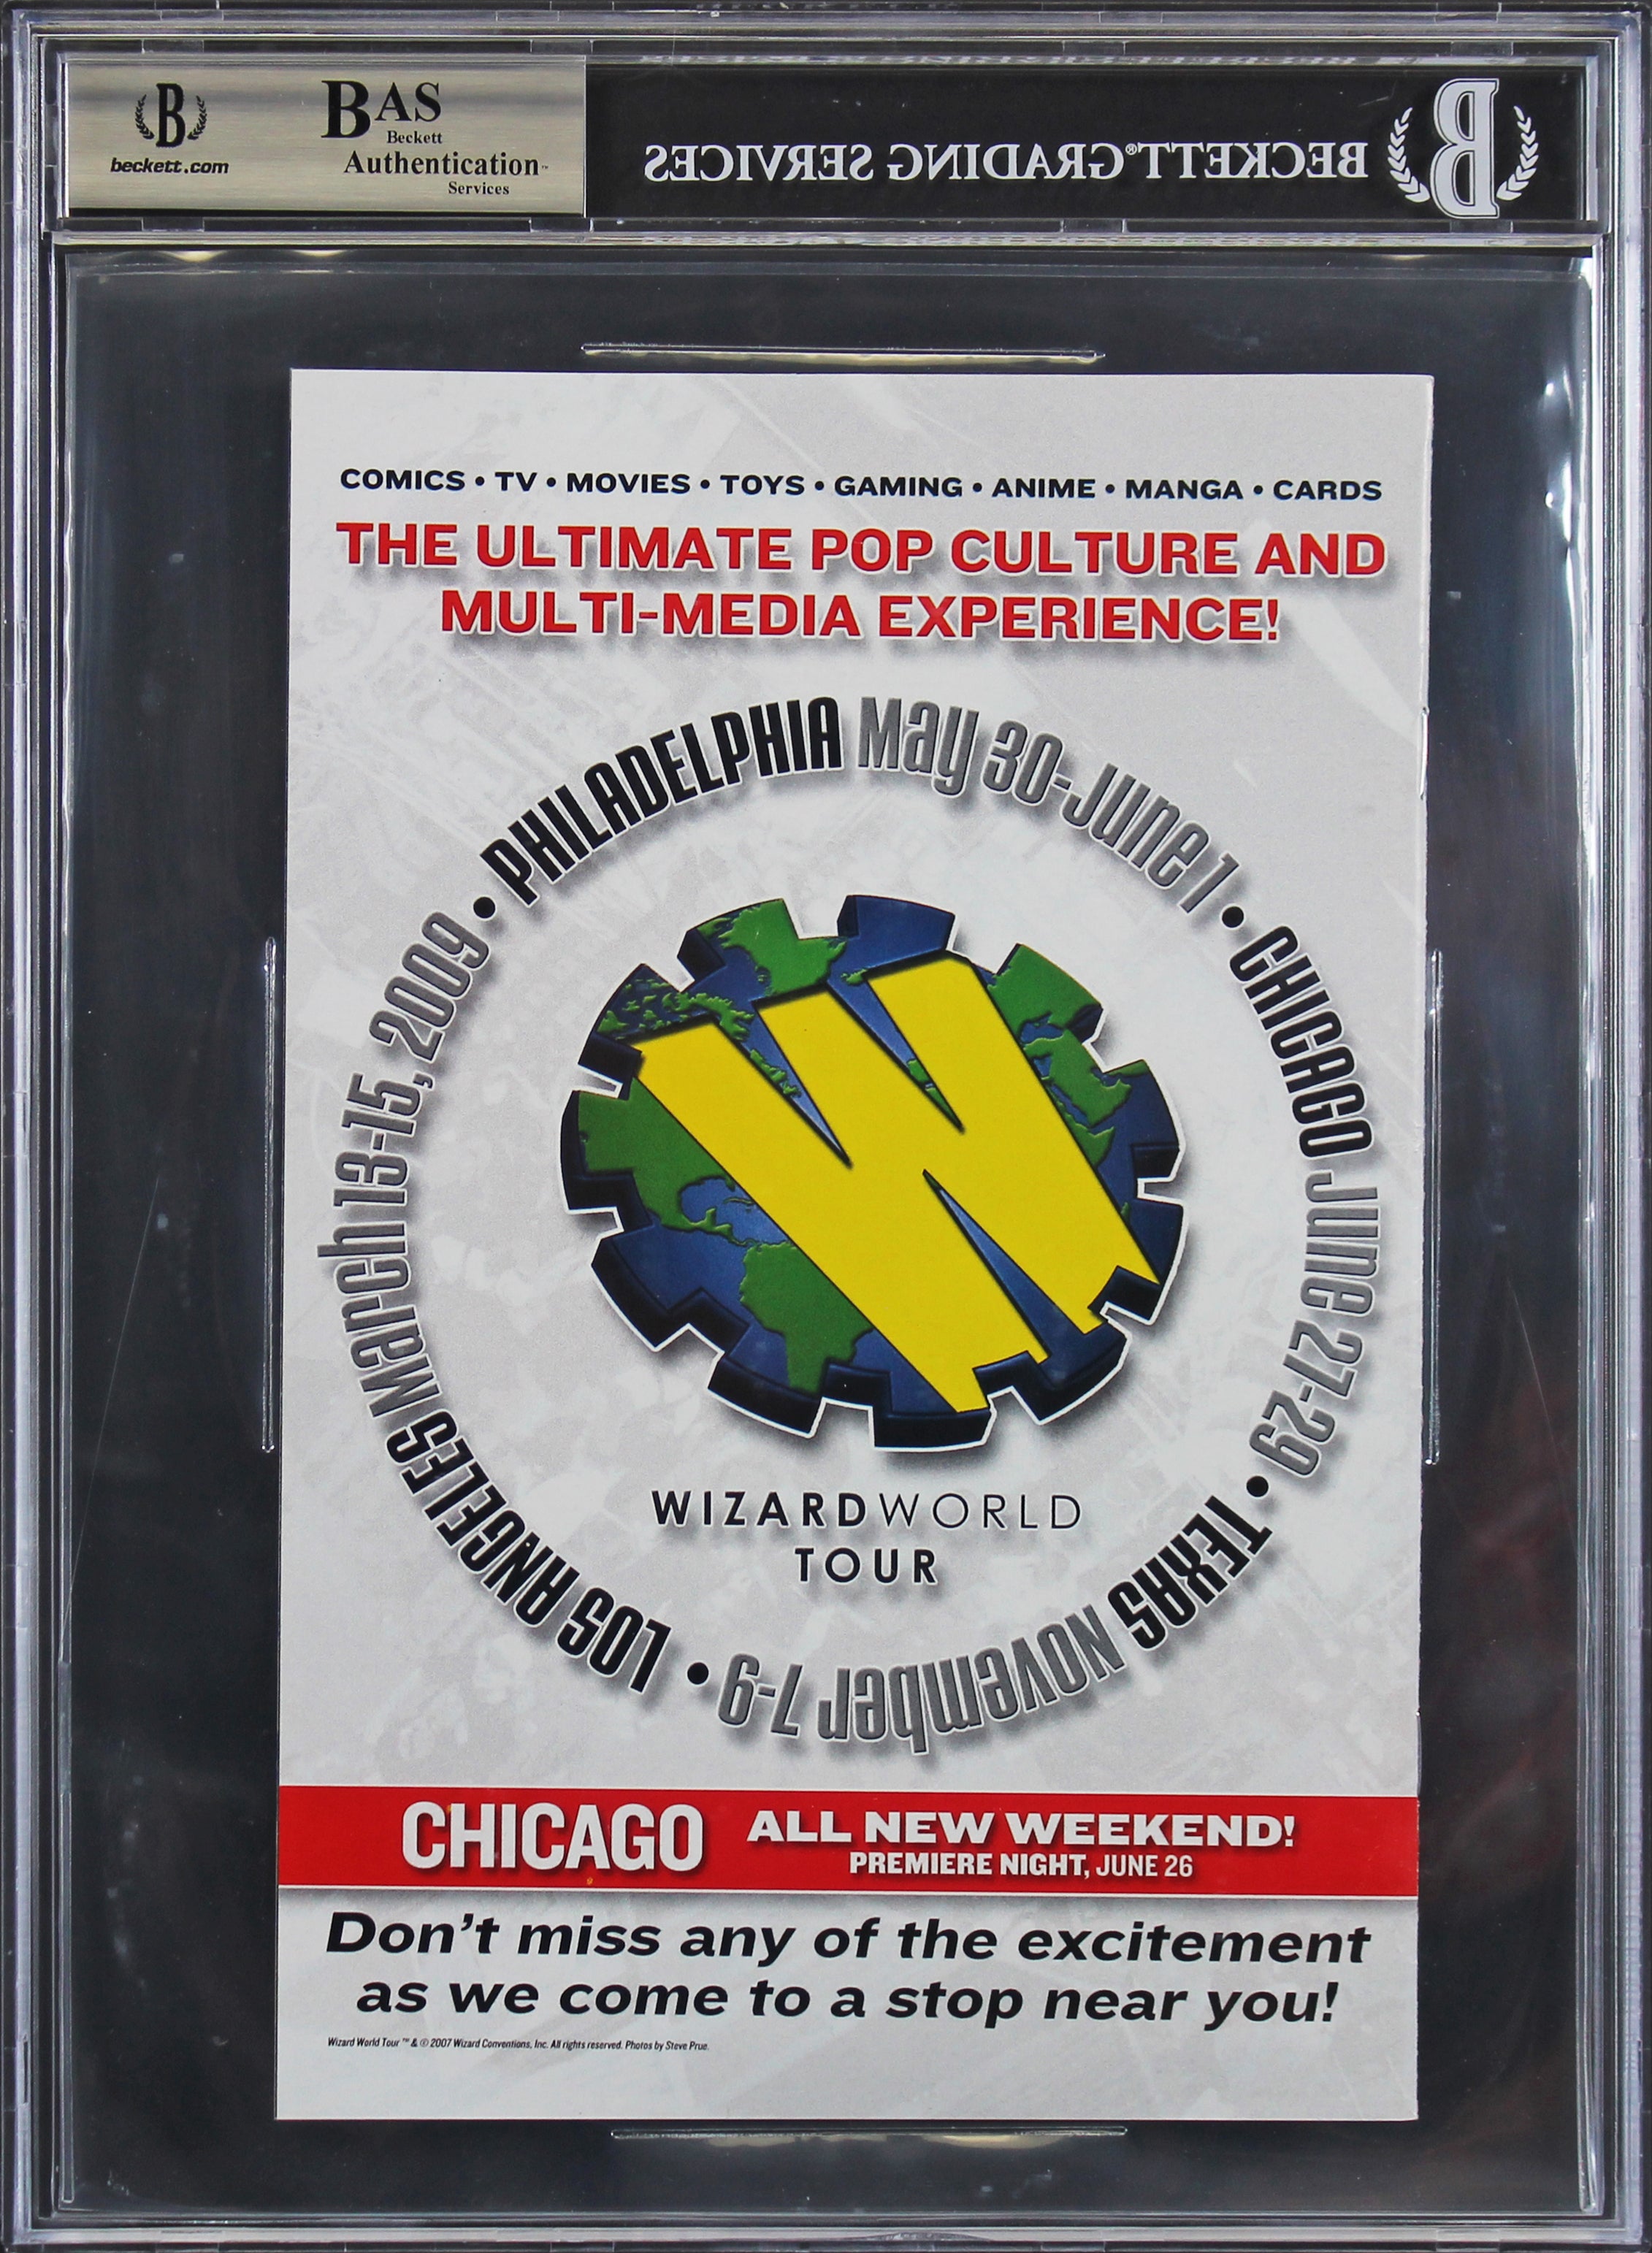 B
beckett.com
BAS
Beckett
Authentication™
Services
BECKETT® GRADING SERVICES
B
COMICS • TV • MOVIES • TOYS • GAMING • ANIME • MANGA • CARDS
THE ULTIMATE POP CULTURE AND
MULTI-MEDIA EXPERIENCE!
PHILADELPHIA May 30-June 1 •
CHICAGO June 27-29 •
TEXAS November 7-9 •
LOS ANGELES March 13-15, 2009 •
W
WIZARDWORLD
TOUR
CHICAGO
ALL NEW WEEKEND!
PREMIERE NIGHT, JUNE 26
Don't miss any of the excitement
as we come to a stop near you!
Wizard World Tour ™ & © 2007 Wizard Conventions, Inc. All rights reserved. Photos by Steve Prue.